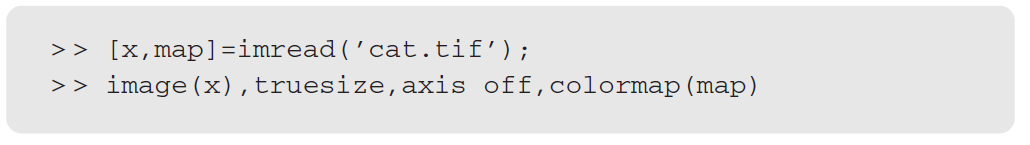 >> [x,map]=imread(’cat.tif’);
>> image(x),truesize,axis off,colormap(map)